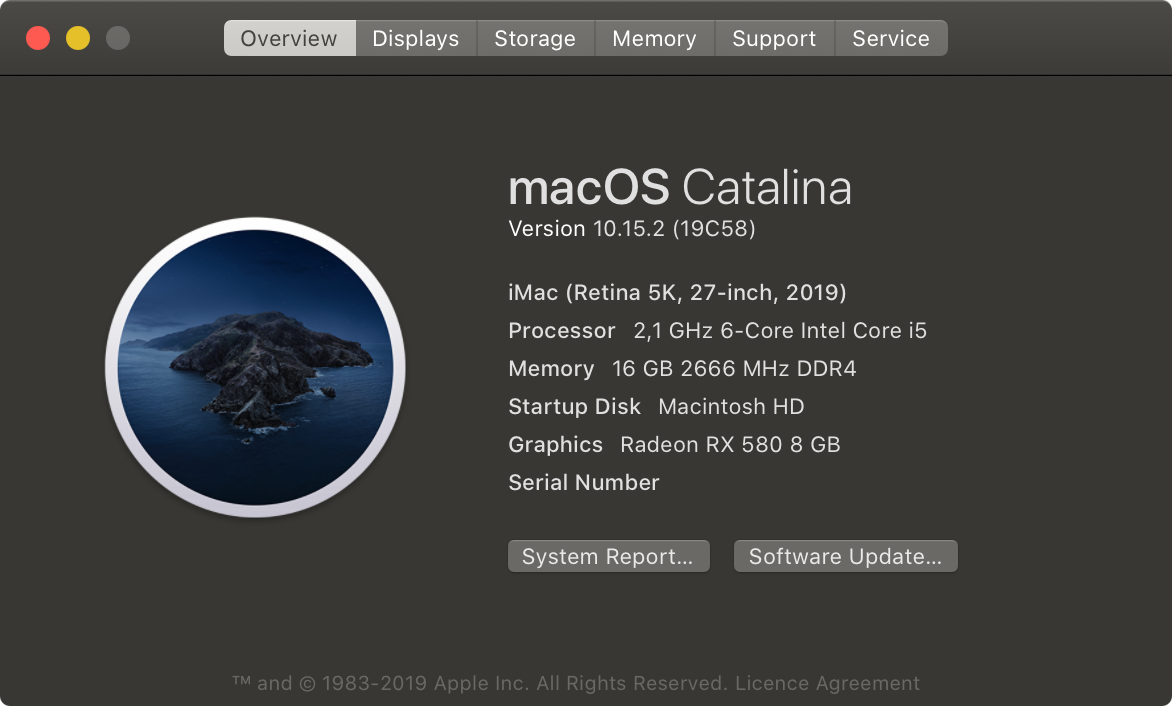 Overview Displays Storage Memory Support Service
macOS Catalina
Version 10.15.2 (19C58)
iMac (Retina 5K, 27-inch, 2019)
Processor 2,1 GHz 6-Core Intel Core i5
Memory 16 GB 2666 MHz DDR4
Startup Disk Macintosh HD
Graphics Radeon RX 580 8 GB
Serial Number
System Report... Software Update...
™ and © 1983-2019 Apple Inc. All Rights Reserved. Licence Agreement